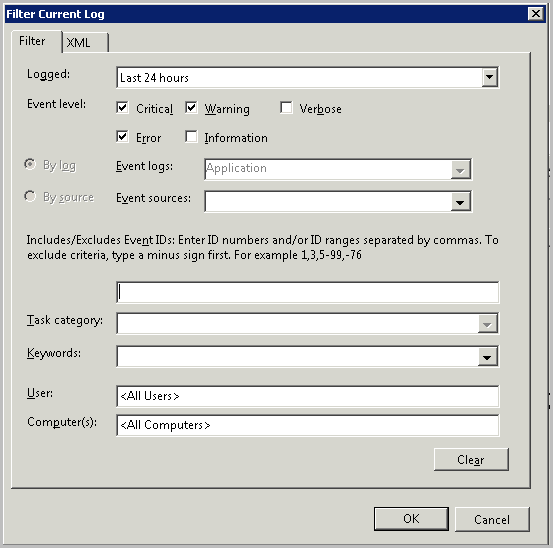 Filter Current Log
Filter XML
Logged: Last 24 hours
Event level: Critical Warning Verbose
Error Information
By log Event logs: Application
By source Event sources:
Includes/Excludes Event IDs: Enter ID numbers and/or ID ranges separated by commas. To
exclude criteria, type a minus sign first. For example 1,3,5-99,-76
Task category:
Keywords:
User: <All Users>
Computer(s): <All Computers>
Clear
OK Cancel